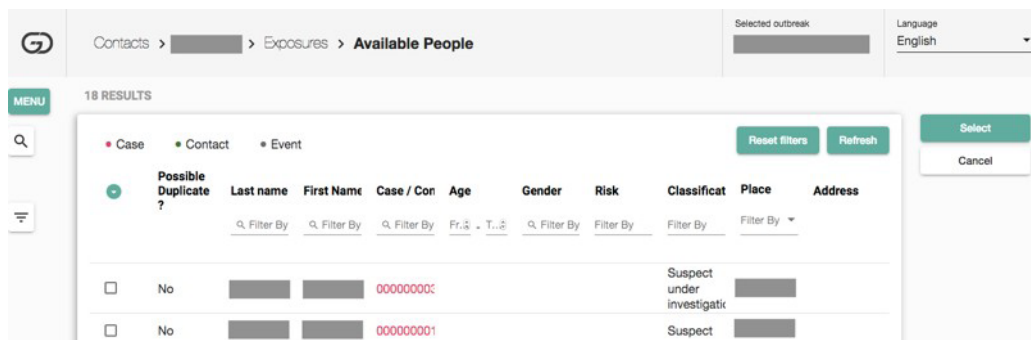 Selected outbreak
Language
Contacts > > Exposures > Available People
English
MENU
18 RESULTS
Case Contact Event
Reset filters Refresh
Select
Cancel
Possible Duplicate ? Last name First Name Case / Con Age Gender Risk Classificat Place Address
Filter By Filter By Filter By Fr.. - T.. Filter By Filter By Filter By Filter By
No 000000003 Suspect under investigatic
No 000000001 Suspect